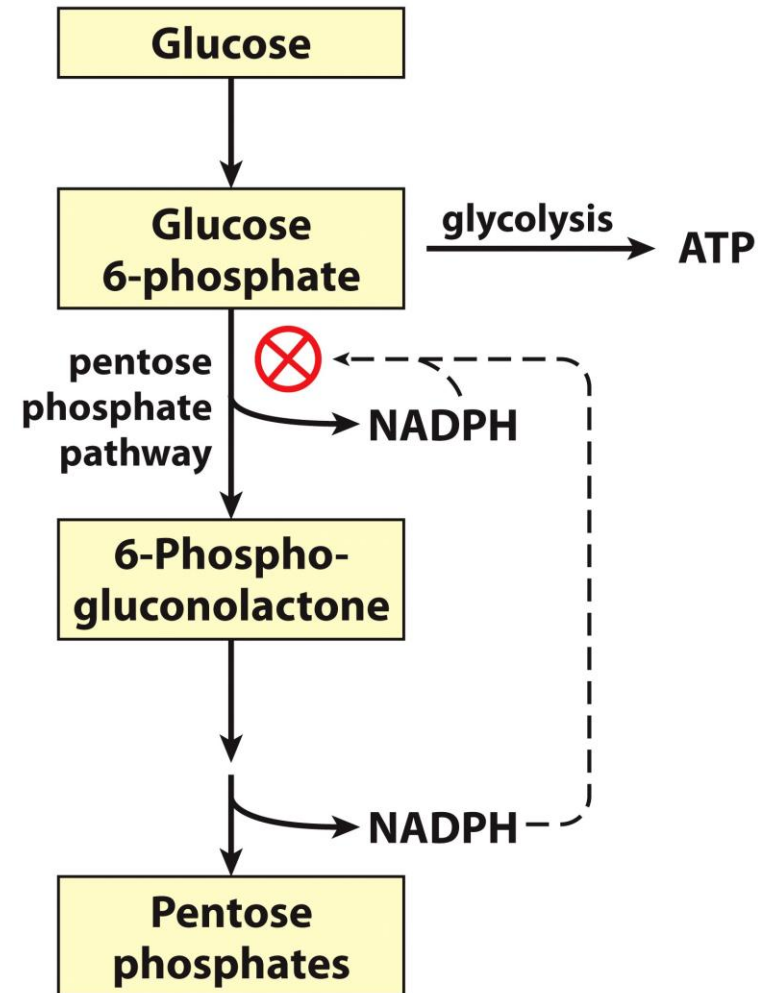 Glucose
Glucose
6-phosphate
glycolysis
ATP
pentose
phosphate
pathway
NADPH
6-Phospho-
gluconolactone
NADPH
Pentose
phosphates